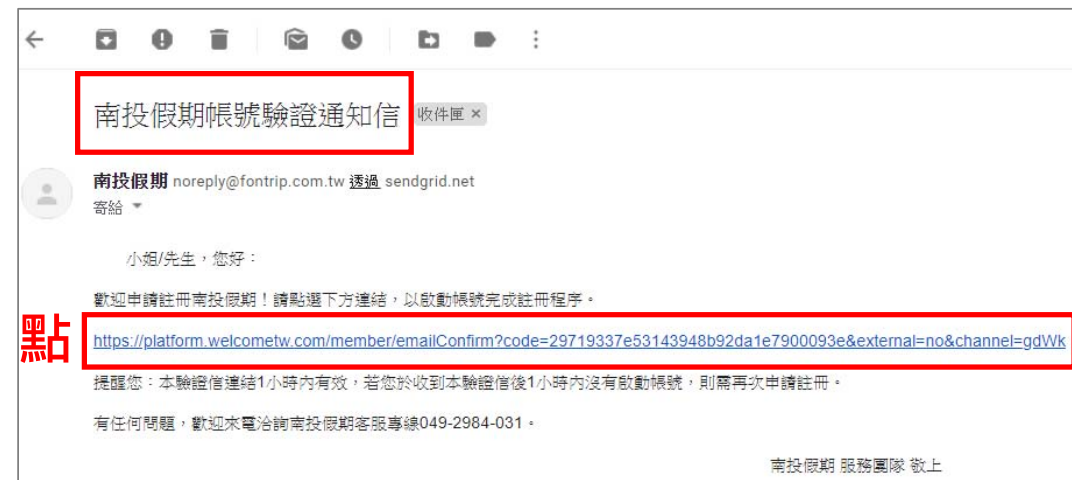 南投假期帳號驗證通知信 收件匣 ×
南投假期 noreply@fontrip.com.tw 透過 sendgrid.net
寄給
小姐/先生，您好：
歡迎申請註冊南投假期！請點選下方連結，以啟動帳號完成註冊程序。
點
https://platform.welcometw.com/member/emailConfirm?code=29719337e53143948b92da1e7900093e&external=no&channel=gdWk
提醒您：本驗證信連結1小時內有效，若您於收到本驗證信後1小時內沒有啟動帳號，則需再次申請註冊。
有任何問題，歡迎來電洽詢南投假期客服專線049-2984-031。
南投假期 服務團隊 敬上